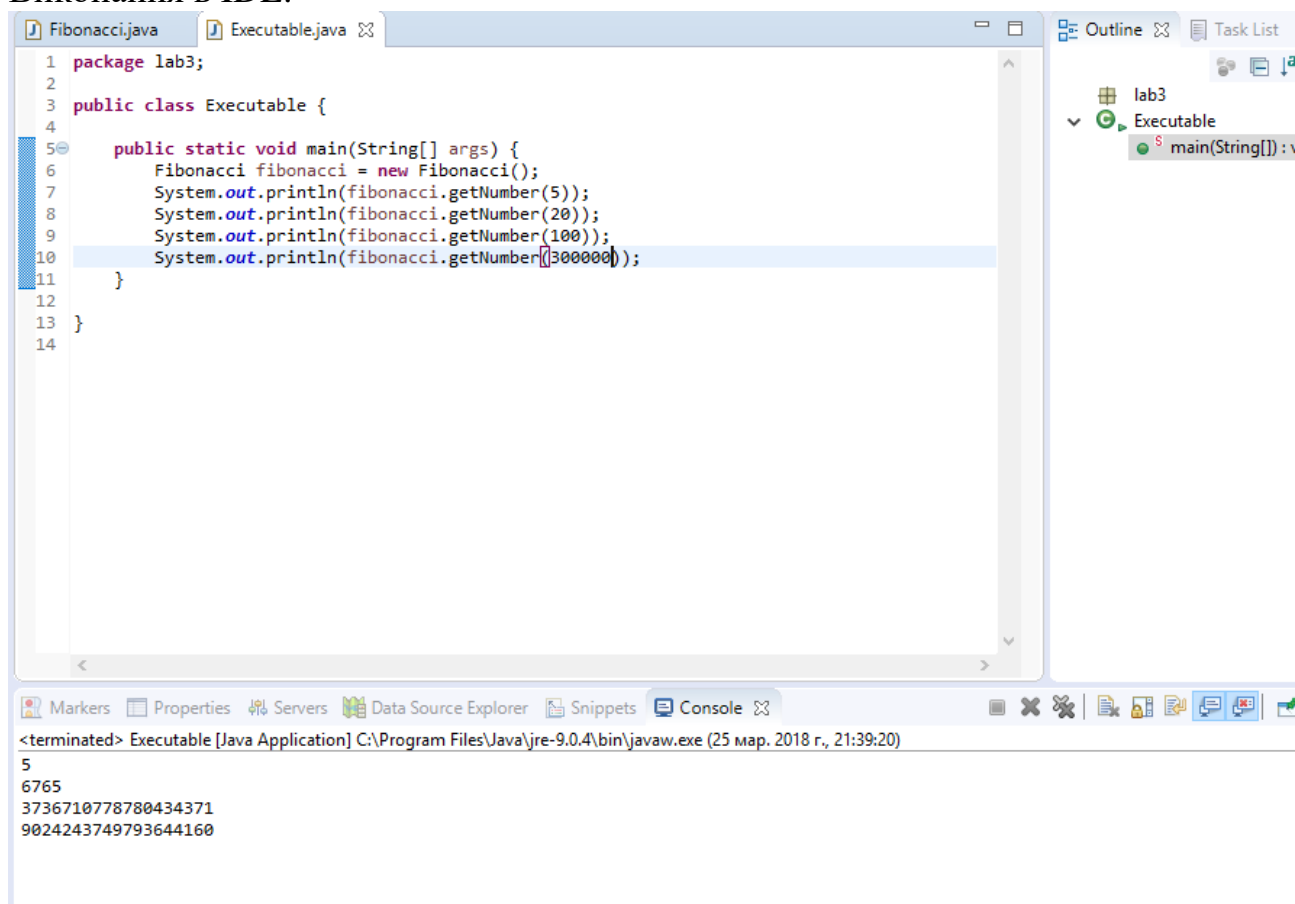 Fibonacci.java
Executable.java
Outline
Task List
1 package lab3;
2
3 public class Executable {
4
5 public static void main(String[] args) {
6 Fibonacci fibonacci = new Fibonacci();
7 System.out.println(fibonacci.getNumber(5));
8 System.out.println(fibonacci.getNumber(20));
9 System.out.println(fibonacci.getNumber(100));
10 System.out.println(fibonacci.getNumber(300000));
11 }
12
13 }
14
lab3
Executable
S main(String[]) : v
Markers Properties Servers Data Source Explorer Snippets Console
<terminated> Executable [Java Application] C:\Program Files\Java\jre-9.0.4\bin\javaw.exe (25 мар. 2018 г., 21:39:20)
5
6765
3736710778780434371
9024243749793644160